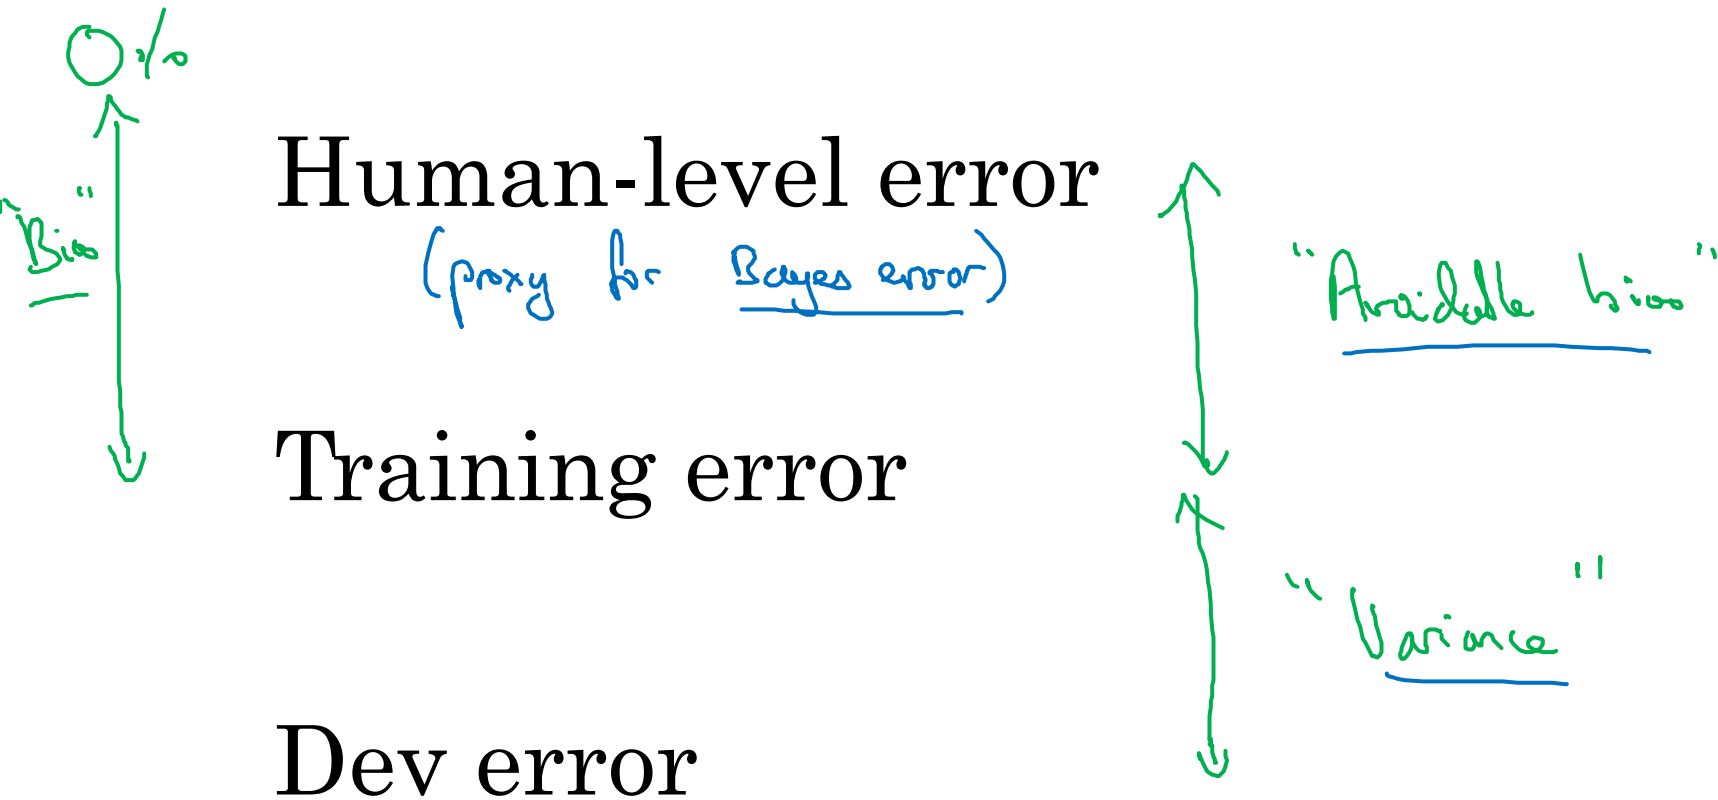 0%
Human-level error
"Bias"
(proxy for Bayes error)
"Avoidable bias"
Training error
"Variance"
Dev error